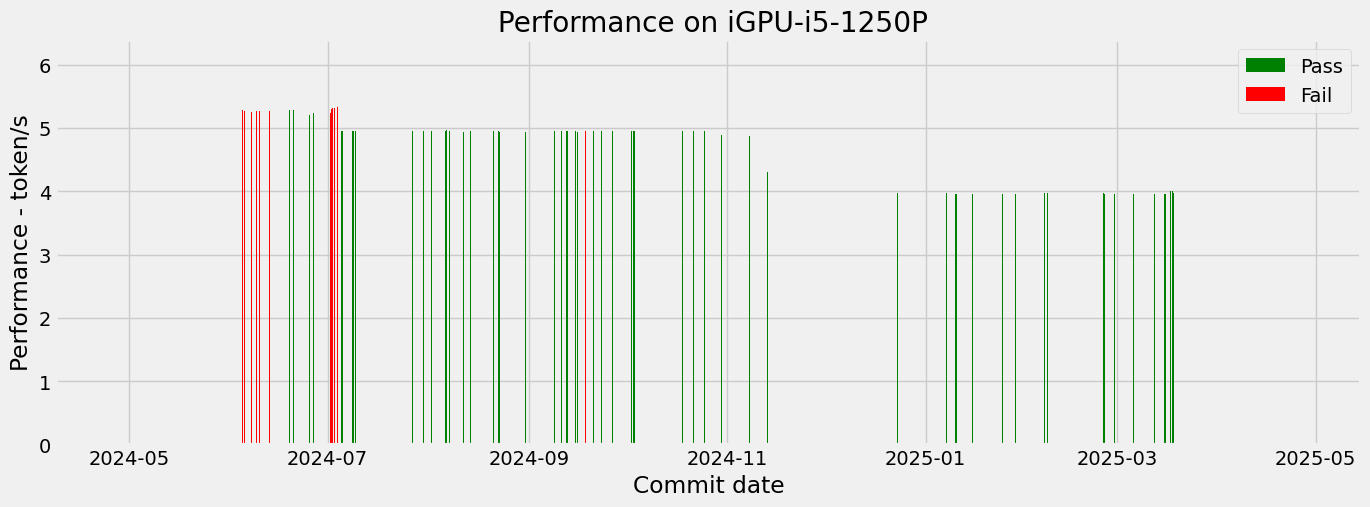 Performance on iGPU-i5-1250P
Pass
Fail
Performance - token/s
6
5
4
3
2
1
0
2024-05
2024-07
2024-09
2024-11
2025-01
2025-03
2025-05
Commit date